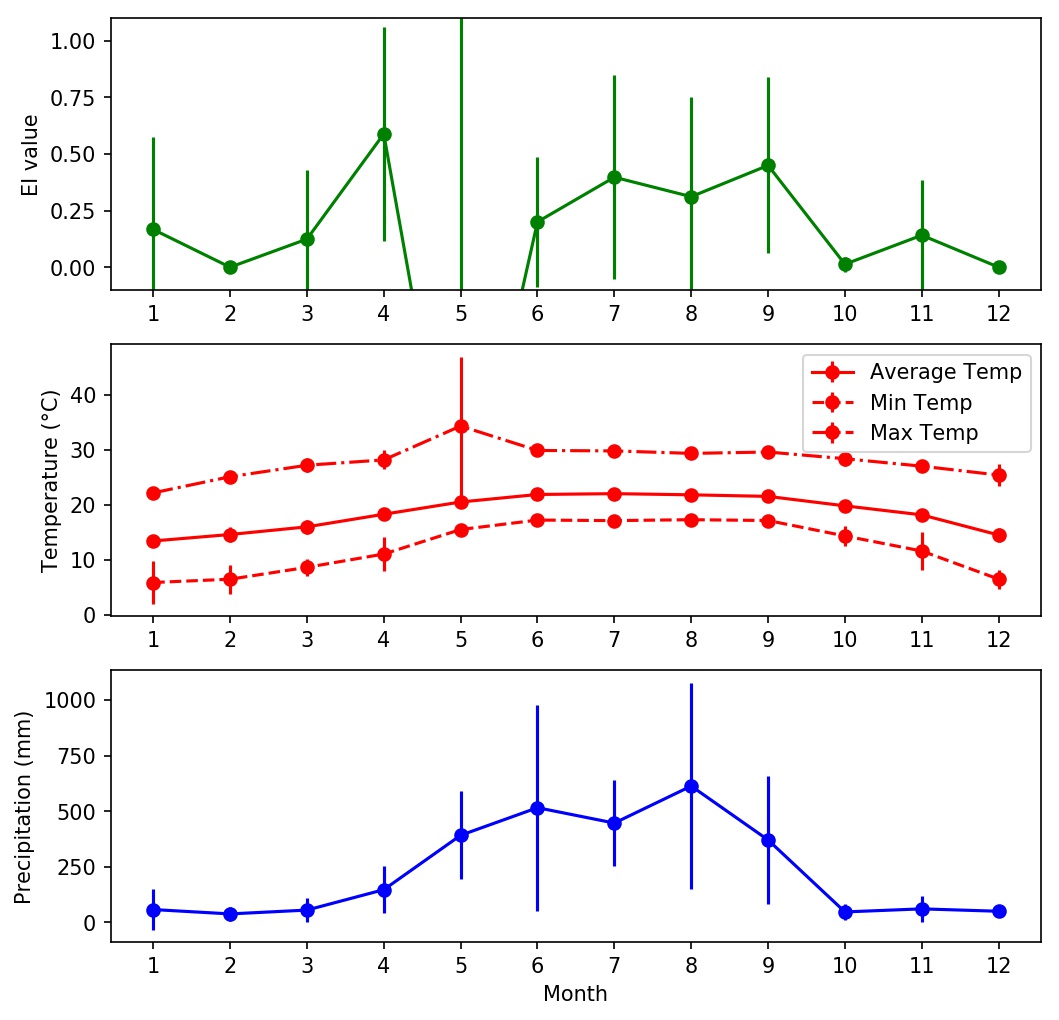 1.00
0.75
0.50
0.25
0.00
EI value
1 2 3 4 5 6 7 8 9 10 11 12
40
30
20
10
0
Temperature (°C)
Average Temp
Min Temp
Max Temp
1 2 3 4 5 6 7 8 9 10 11 12
1000
750
500
250
0
Precipitation (mm)
1 2 3 4 5 6 7 8 9 10 11 12
Month